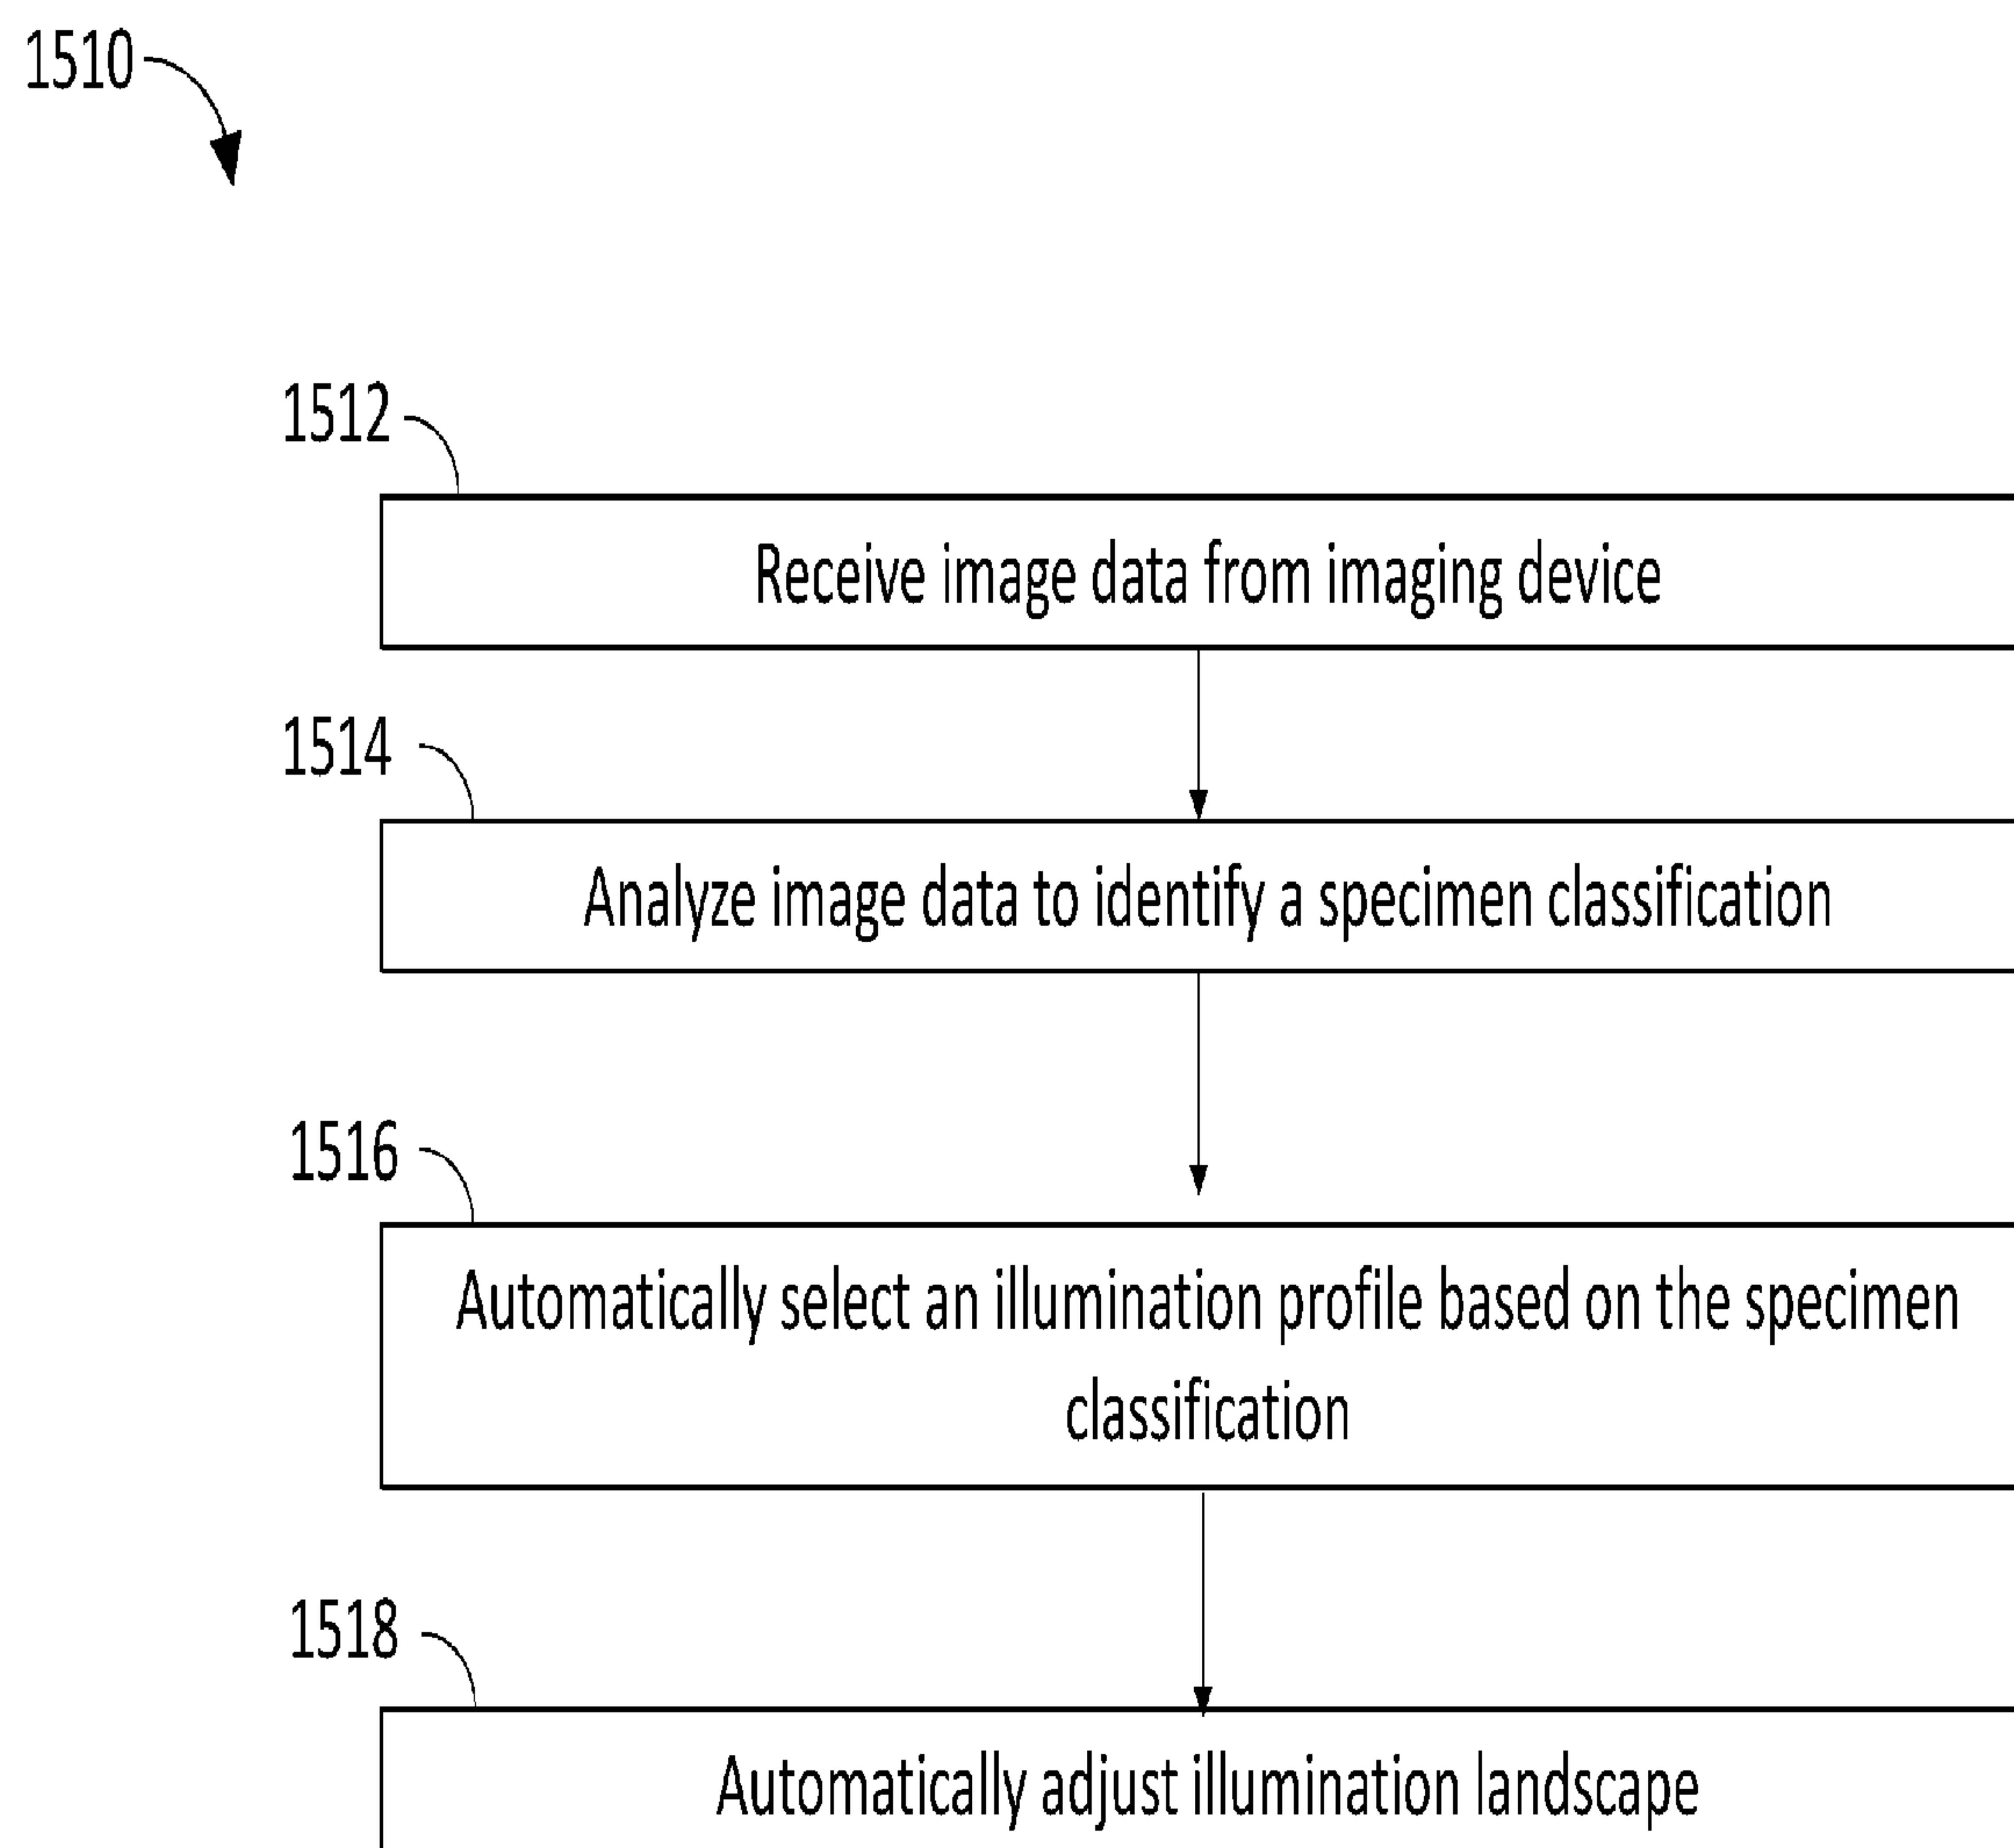 1510
1512
Receive image data from imaging device
1514
Analyze image data to identify a specimen classification
1516
Automatically select an illumination profile based on the specimen
classification
1518
Automatically adjust illumination landscape